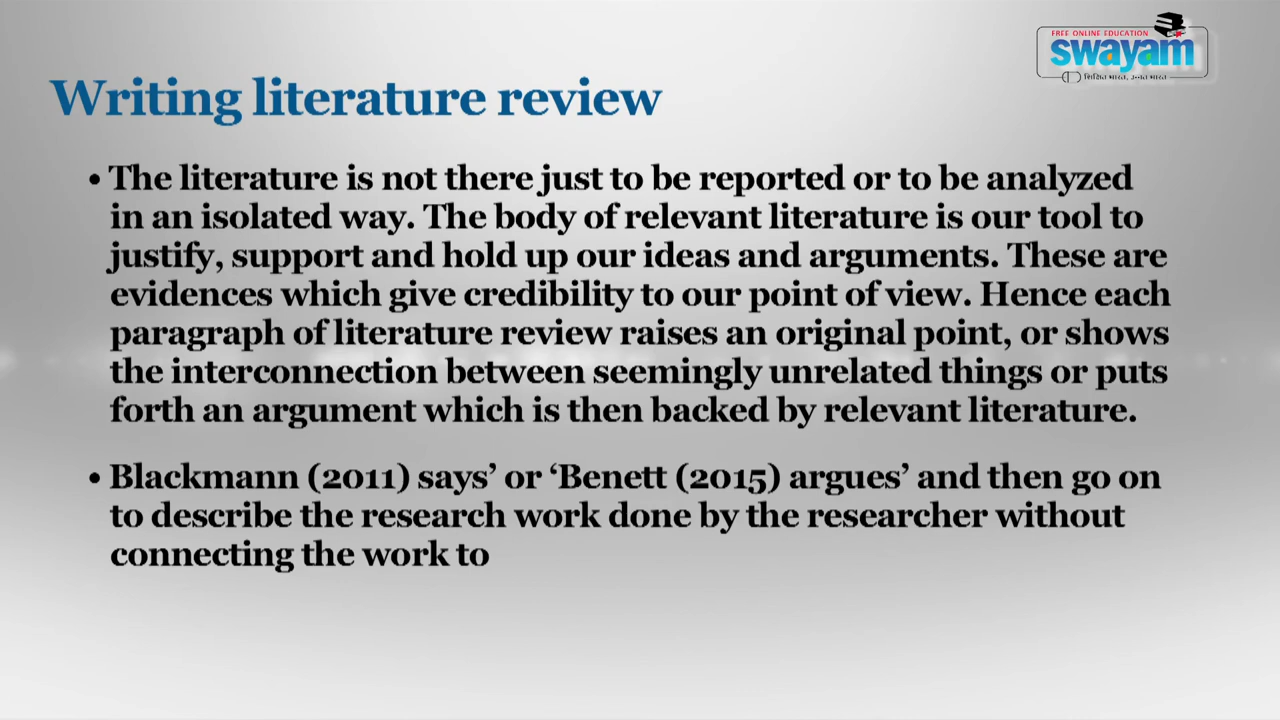 FREE ONLINE EDUCATION
swayam
शिक्षित भारत, उन्नत भारत
Writing literature review
• The literature is not there just to be reported or to be analyzed
in an isolated way. The body of relevant literature is our tool to
justify, support and hold up our ideas and arguments. These are
evidences which give credibility to our point of view. Hence each
paragraph of literature review raises an original point, or shows
the interconnection between seemingly unrelated things or puts
forth an argument which is then backed by relevant literature.
• Blackmann (2011) says’ or ‘Benett (2015) argues’ and then go on
to describe the research work done by the researcher without
connecting the work to